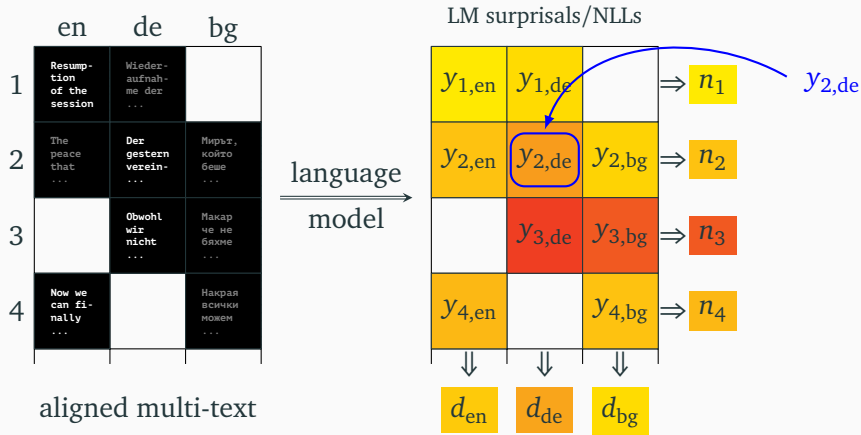 LM surprisals/NLLs
en de bg
1
Resump-
tion
of the
session
Wieder-
aufnah-
me der
...
2
The
peace
that
...
Der
gestern
verein-
...
Мирът,
който
беше
...
3
Obwohl
wir
nicht
...
Макар
че не
бяхме
...
4
Now we
can fi-
nally
...
Накрая
всички
можем
...
aligned multi-text
language
model
y1,en y1,de ⇒ n1 y2,de
y2,en y2,de y2,bg ⇒ n2
y3,de y3,bg ⇒ n3
y4,en y4,bg ⇒ n4
⇓ ⇓ ⇓
den dde dbg